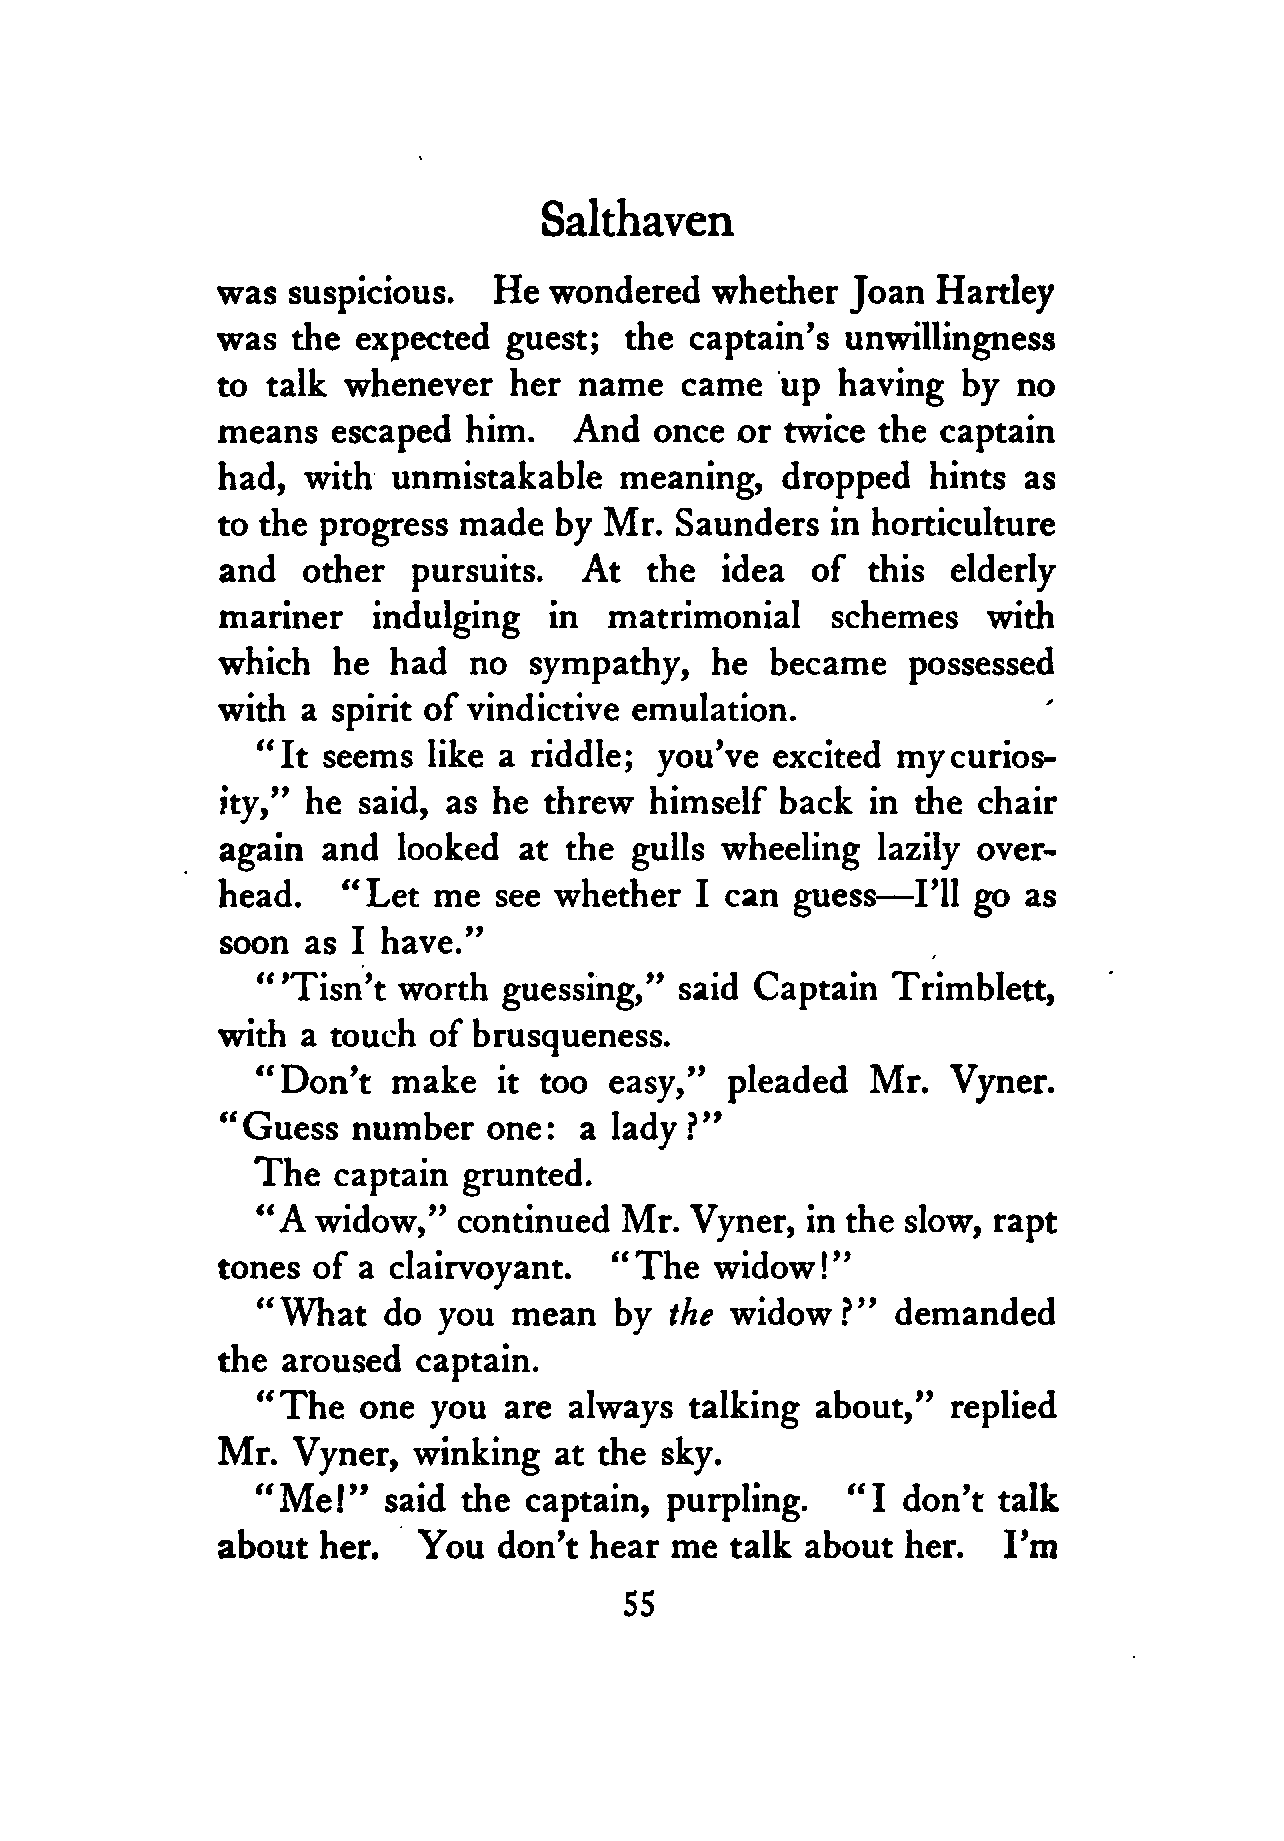 Salthaven
was suspicious. He wondered whether Joan Hartley
was the expected guest; the captain's unwillingness
to talk whenever her name came up having by no
means escaped him. And once or twice the captain
had, with unmistakable meaning, dropped hints as
to the progress made by Mr. Saunders in horticulture
and other pursuits. At the idea of this elderly
mariner indulging in matrimonial schemes with
which he had no sympathy, he became possessed
with a spirit of vindictive emulation.
"It seems like a riddle; you've excited my curios-
ity," he said, as he threw himself back in the chair
again and looked at the gulls wheeling lazily over-
head. "Let me see whether I can guess—I'll go as
soon as I have."
"'Tisn't worth guessing," said Captain Trimblett,
with a touch of brusqueness.
"Don't make it too easy," pleaded Mr. Vyner.
"Guess number one: a lady?"
The captain grunted.
"A widow," continued Mr. Vyner, in the slow, rapt
tones of a clairvoyant. "The widow!"
"What do you mean by the widow?" demanded
the aroused captain.
"The one you are always talking about," replied
Mr. Vyner, winking at the sky.
"Me!" said the captain, purpling. "I don't talk
about her. You don't hear me talk about her. I'm
55